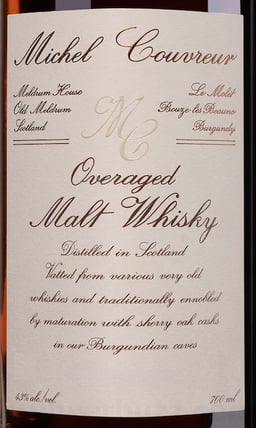 Michel Couvreur
Meldrum House
Old Meldrum
Scotland
Le Molet
Bouze-lès-Beaune
Burgundy
MC
Overaged
Malt Whisky
Distilled in Scotland
Vatted from various very old
whiskies and traditionally ennobled
by maturation with sherry oak casks
in our Burgundian caves
43% alc./vol.
700 ml